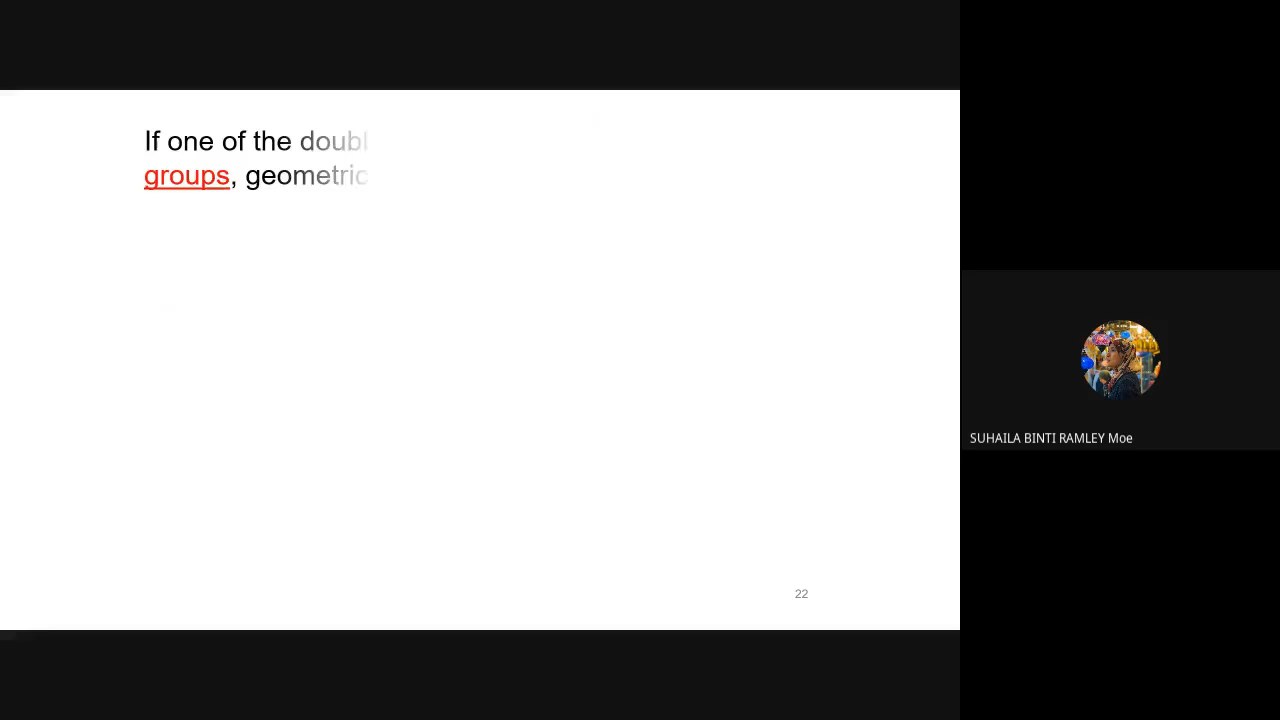 If one of the doubl
groups, geometric
22
SUHAILA BINTI RAMLEY Moe